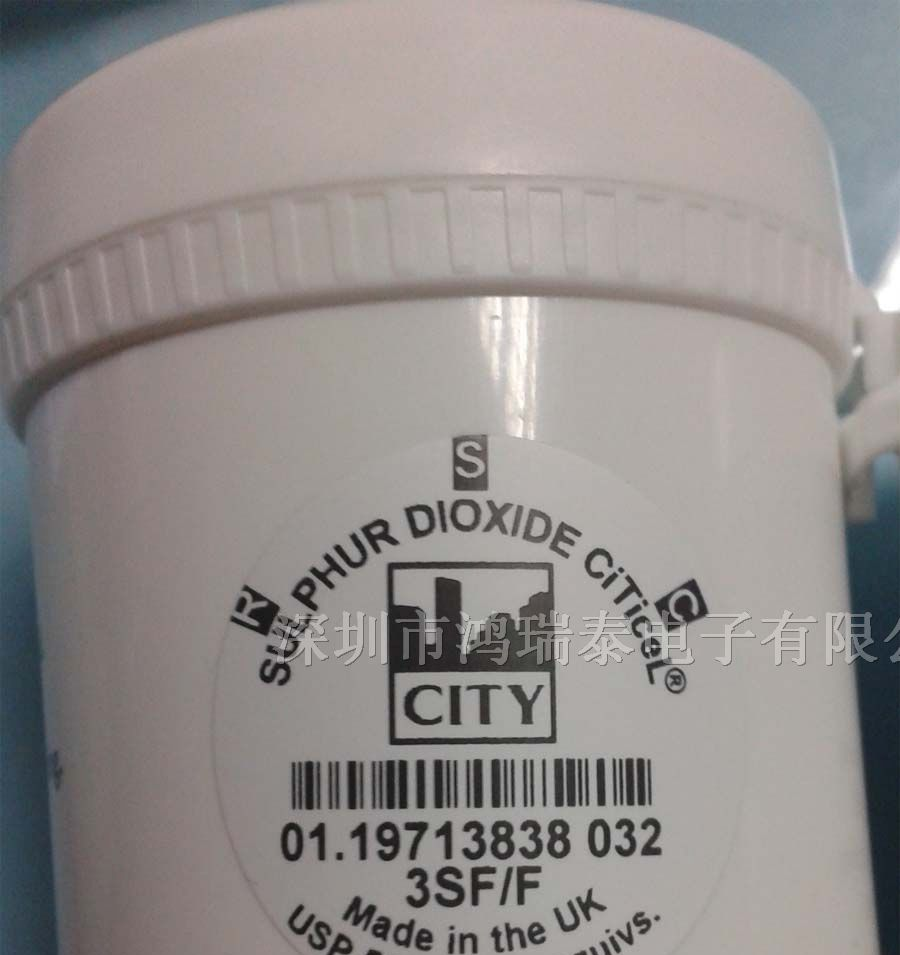 S
R
C
SULPHUR DIOXIDE CiTiceL®
深圳市鸿瑞泰电子有限公
CITY
01.19713838 032
3SF/F
Made in the UK
USP